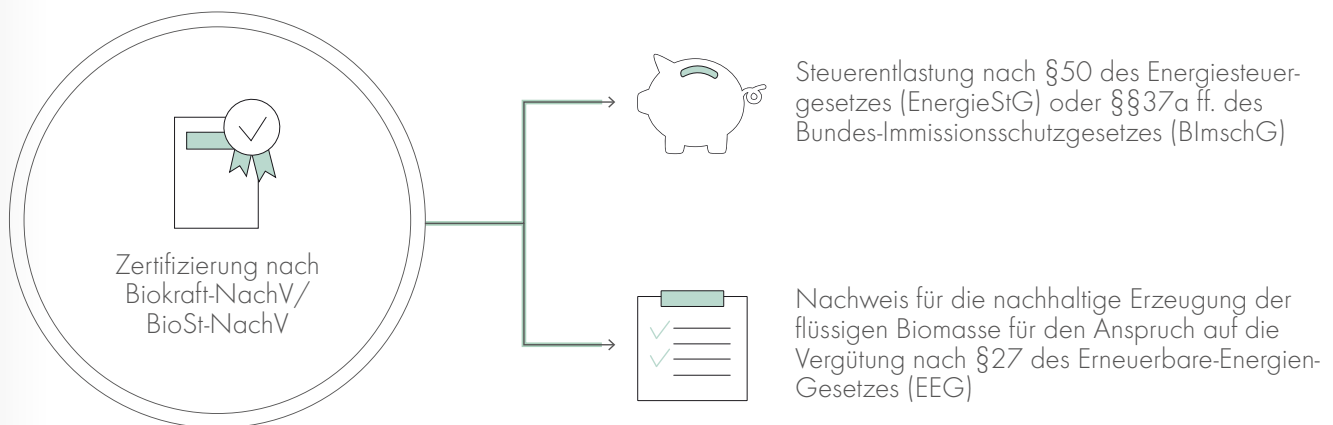 Zertifizierung nach
Biokraft-NachV/
BioSt-NachV
Steuerentlastung nach §50 des Energiesteuer-
gesetzes (EnergieStG) oder §§37a ff. des
Bundes-Immissionsschutzgesetzes (BImschG)
Nachweis für die nachhaltige Erzeugung der
flüssigen Biomasse für den Anspruch auf die
Vergütung nach §27 des Erneuerbare-Energien-
Gesetzes (EEG)